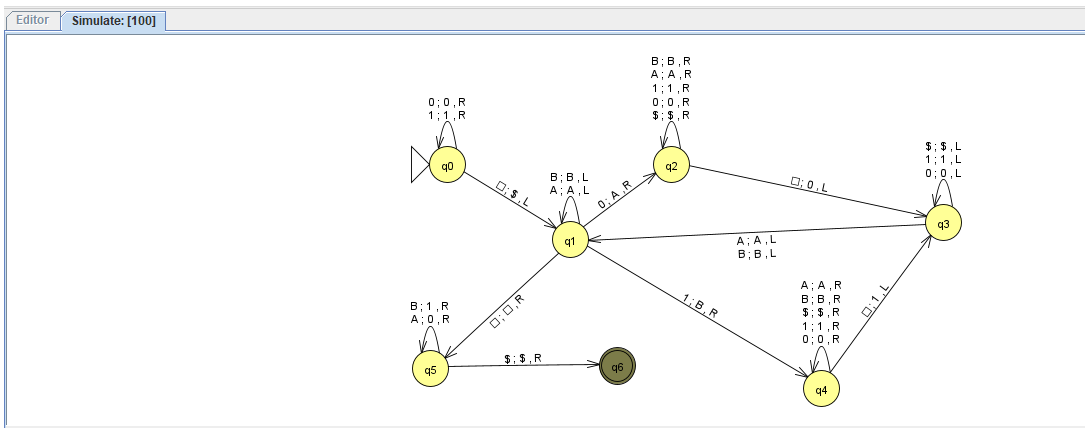 Editor
Simulate: [100]
B ; B , R
A ; A , R
1 ; 1 , R
0 ; 0 , R
$ ; $ , R
0 ; 0 , R
1 ; 1 , R
q0
□ ; $ , L
B ; B , L
A ; A , L
q1
0 ; A , R
q2
□ ; 0 , L
$ ; $ , L
1 ; 1 , L
0 ; 0 , L
q3
A ; A , L
B ; B , L
□ ; □ , R
1 ; B , R
□ ; 1 , L
B ; 1 , R
A ; 0 , R
q5
$ ; $ , R
q6
A ; A , R
B ; B , R
$ ; $ , R
1 ; 1 , R
0 ; 0 , R
q4